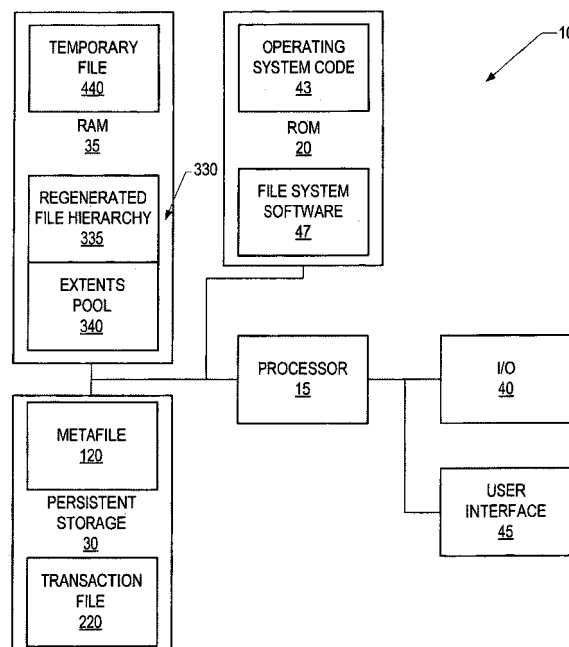 TEMPORARY
FILE
440
RAM
35
330
REGENERATED
FILE HIERARCHY
335
EXTENTS
POOL
340
OPERATING
SYSTEM CODE
43
ROM
20
FILE SYSTEM
SOFTWARE
47
10
PROCESSOR
15
I/O
40
USER
INTERFACE
45
METAFILE
120
PERSISTENT
STORAGE
30
TRANSACTION
FILE
220